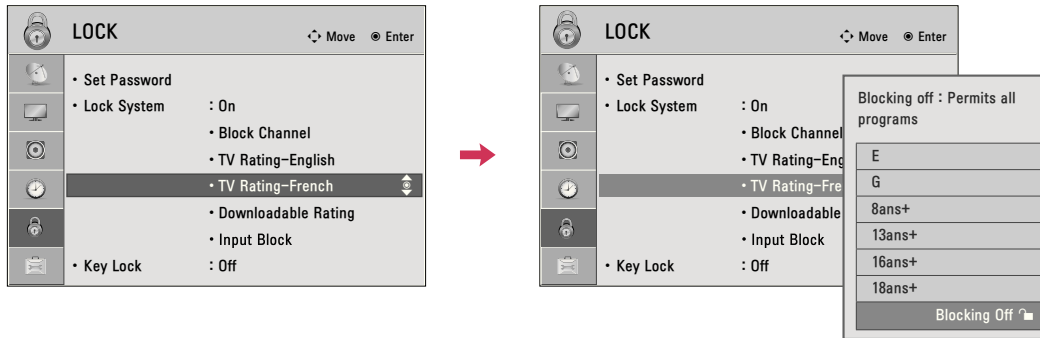 LOCK
Move Enter
• Set Password
• Lock System : On
• Block Channel
• TV Rating-English
• TV Rating-French
• Downloadable Rating
• Input Block
• Key Lock : Off
LOCK
Move Enter
• Set Password
• Lock System : On
• Block Channel
• TV Rating-Eng
• TV Rating-Fre
• Downloadable
• Input Block
• Key Lock : Off
Blocking off : Permits all
programs
E
G
8ans+
13ans+
16ans+
18ans+
Blocking Off